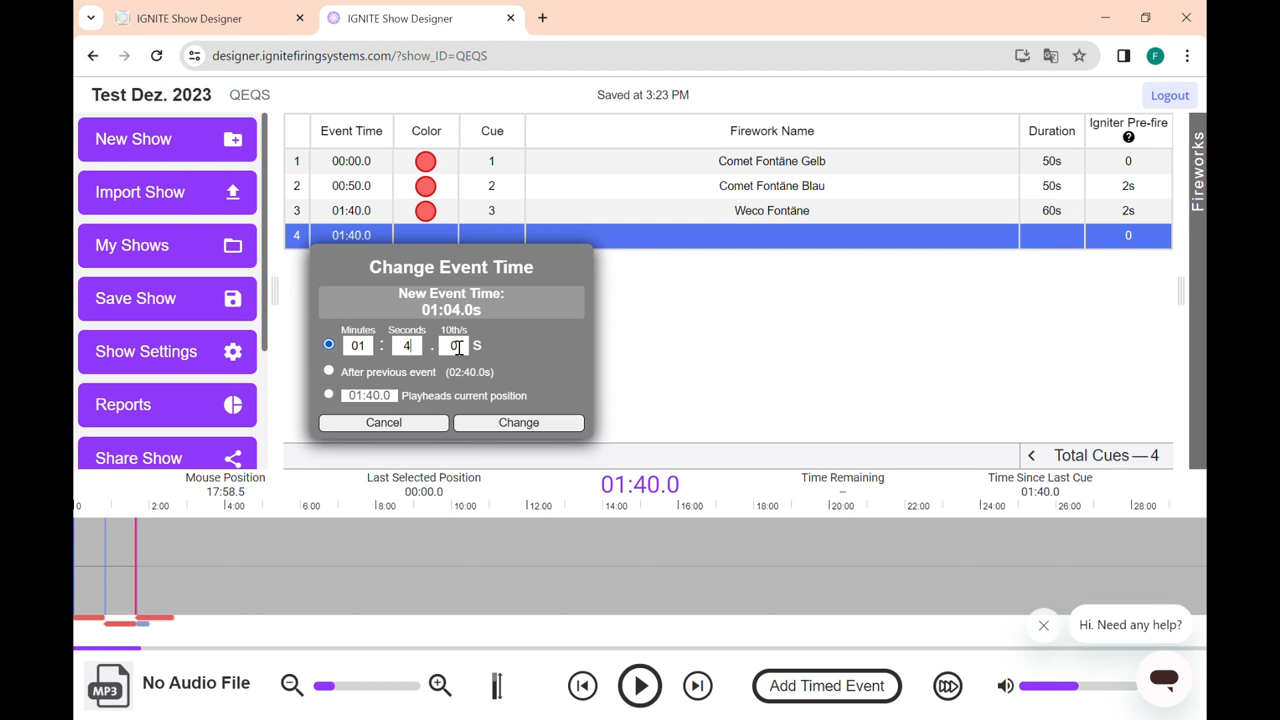 IGNITE Show Designer
IGNITE Show Designer
designer.ignitefiringsystems.com/?show_ID=QEQS
F
Test Dez. 2023 QEQS
Saved at 3:23 PM
Logout
New Show
Import Show
My Shows
Save Show
Show Settings
Reports
Share Show
Event Time Color Cue Firework Name Duration Igniter Pre-fire ?
1 00:00.0 1 Comet Fontäne Gelb 50s 0
2 00:50.0 2 Comet Fontäne Blau 50s 2s
3 01:40.0 3 Weco Fontäne 60s 2s
4 01:40.0 0
Fireworks
Change Event Time
New Event Time:
01:04.0s
Minutes Seconds 10th/s
01 : 4 . 0 S
After previous event (02:40.0s)
01:40.0 Playheads current position
Cancel Change
Total Cues—4
Mouse Position
17:58.5
Last Selected Position
00:00.0
01:40.0
Time Remaining
--
Time Since Last Cue
01:40.0
0 2:00 4:00 6:00 8:00 10:00 12:00 14:00 16:00 18:00 20:00 22:00 24:00 26:00 28:00
Hi. Need any help?
MP3
No Audio File
Add Timed Event